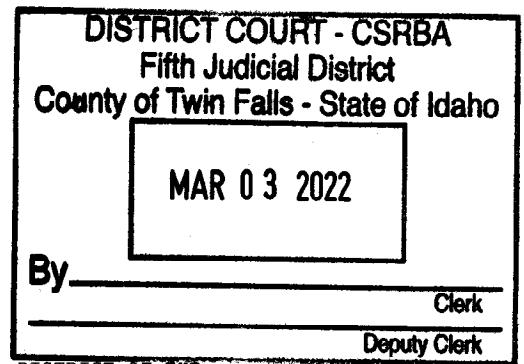 DISTRICT COURT - CSRBA
Fifth Judicial District
County of Twin Falls - State of Idaho
MAR 03 2022
By
Clerk
Deputy Clerk